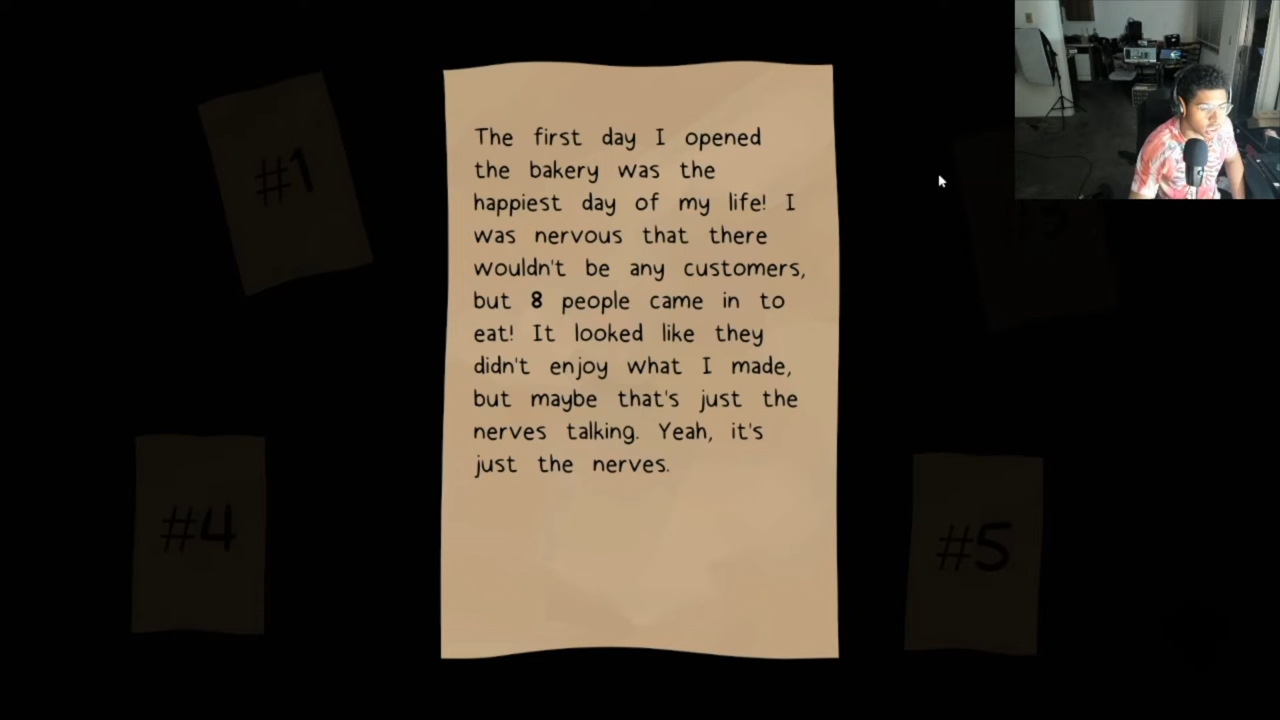 #1
The first day I opened
the bakery was the
happiest day of my life! I
was nervous that there
wouldn't be any customers,
but 8 people came in to
eat! It looked like they
didn't enjoy what I made,
but maybe that's just the
nerves talking. Yeah, it's
just the nerves.
#3
#4
#5